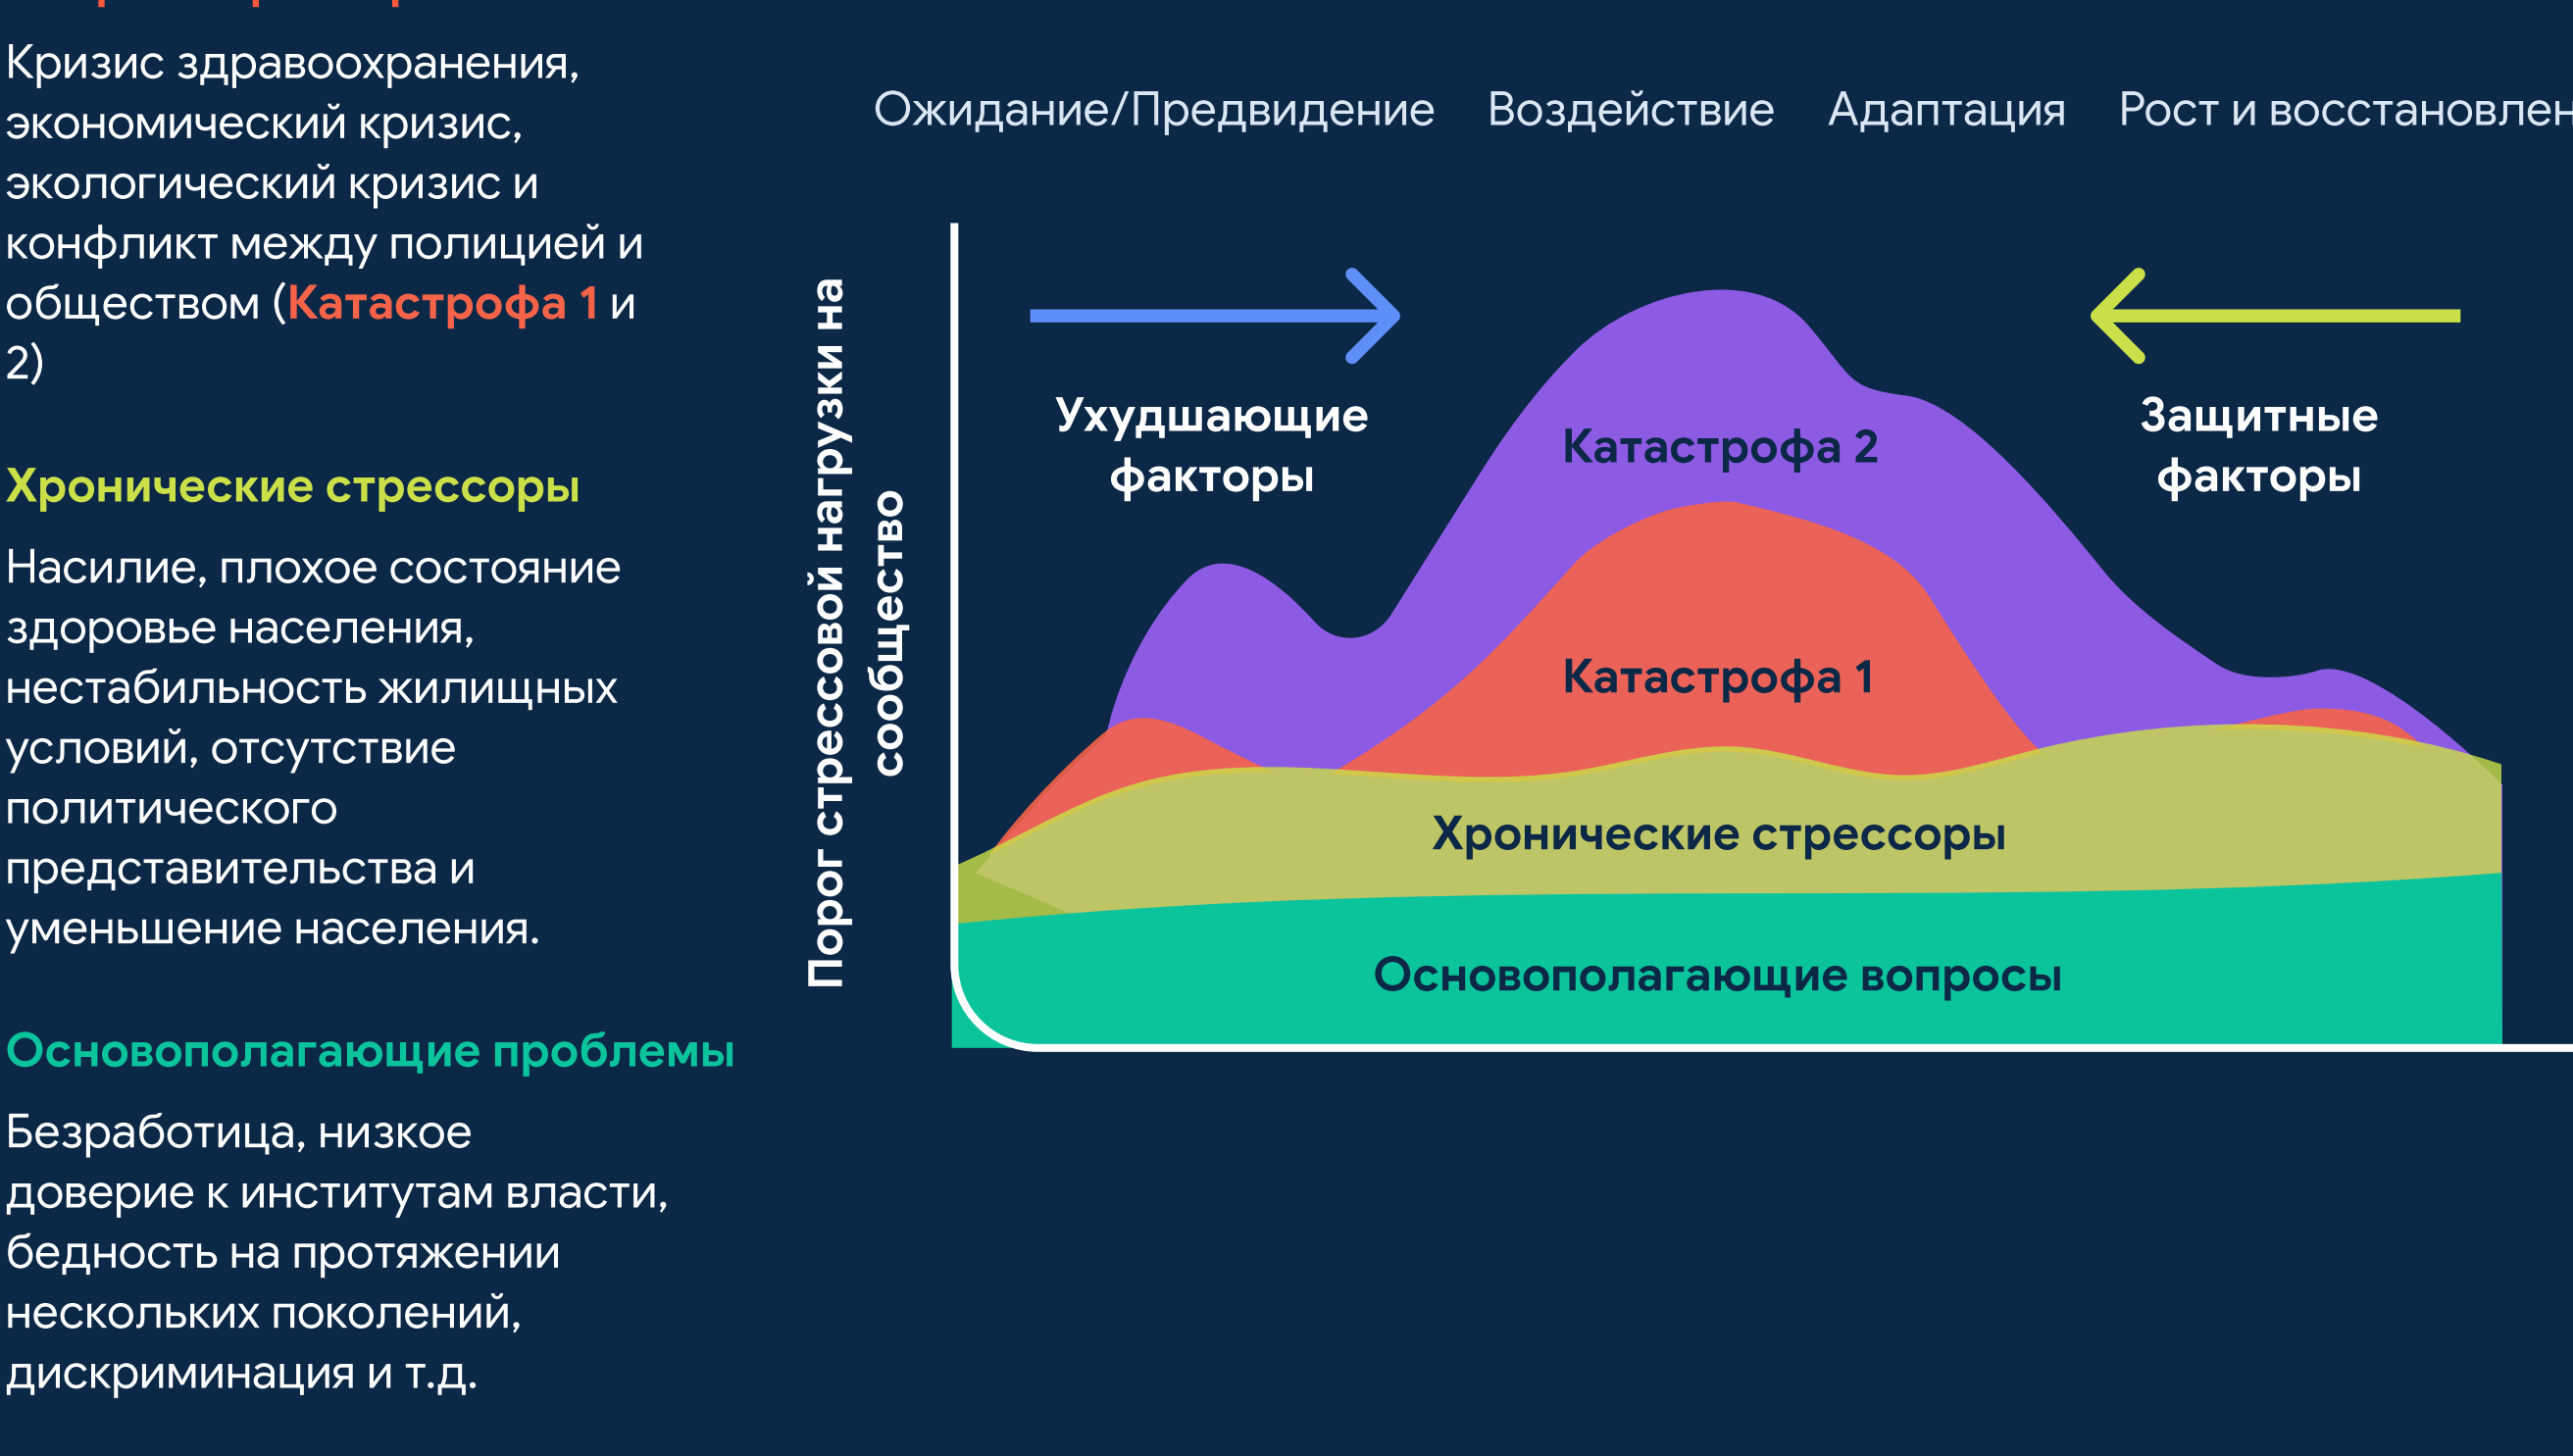 Кризис здравоохранения,
экономический кризис,
экологический кризис и
конфликт между полицией и
обществом (Катастрофа 1 и
2)
Хронические стрессоры
Насилие, плохое состояние
здоровье населения,
нестабильность жилищных
условий, отсутствие
политического
представительства и
уменьшение населения.
Основополагающие проблемы
Безработица, низкое
доверие к институтам власти,
бедность на протяжении
нескольких поколений,
дискриминация и т.д.
Ожидание/Предвидение Воздействие Адаптация Рост и
Порог стрессовой нагрузки на
сообщество
Ухудшающие
факторы
Защитные
факторы
Катастрофа 2
Катастрофа 1
Хронические стрессоры
Основополагающие вопросы